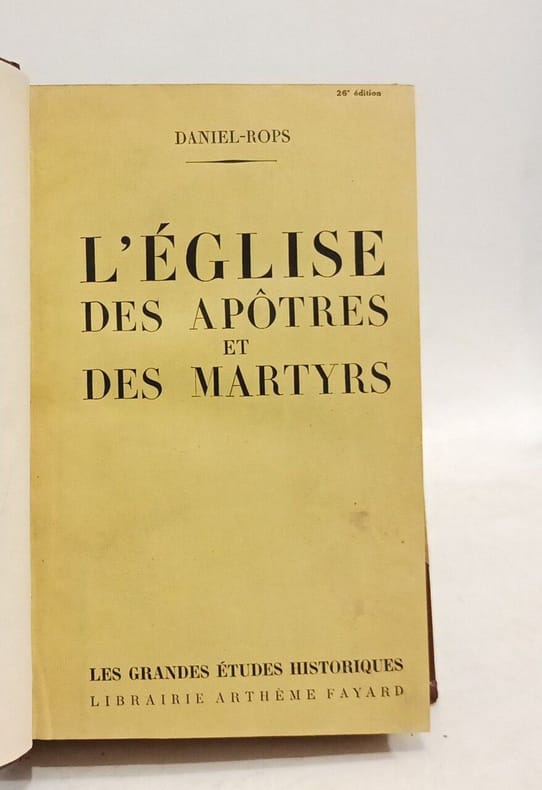 26e édition
DANIEL-ROPS
L'ÉGLISE
DES APÔTRES
ET
DES MARTYRS
LES GRANDES ÉTUDES HISTORIQUES
LIBRAIRIE ARTHÈME FAYARD